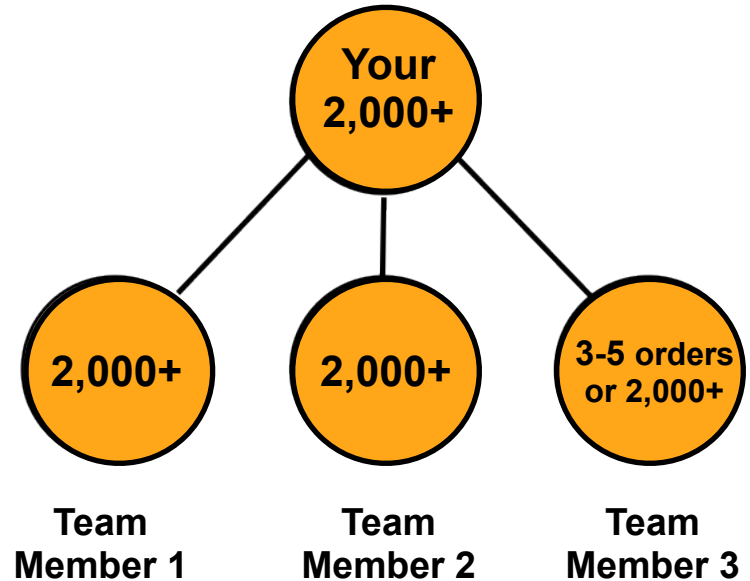 Your
2,000+
2,000+
2,000+
3-5 orders
or 2,000+
Team
Member 1
Team
Member 2
Team
Member 3